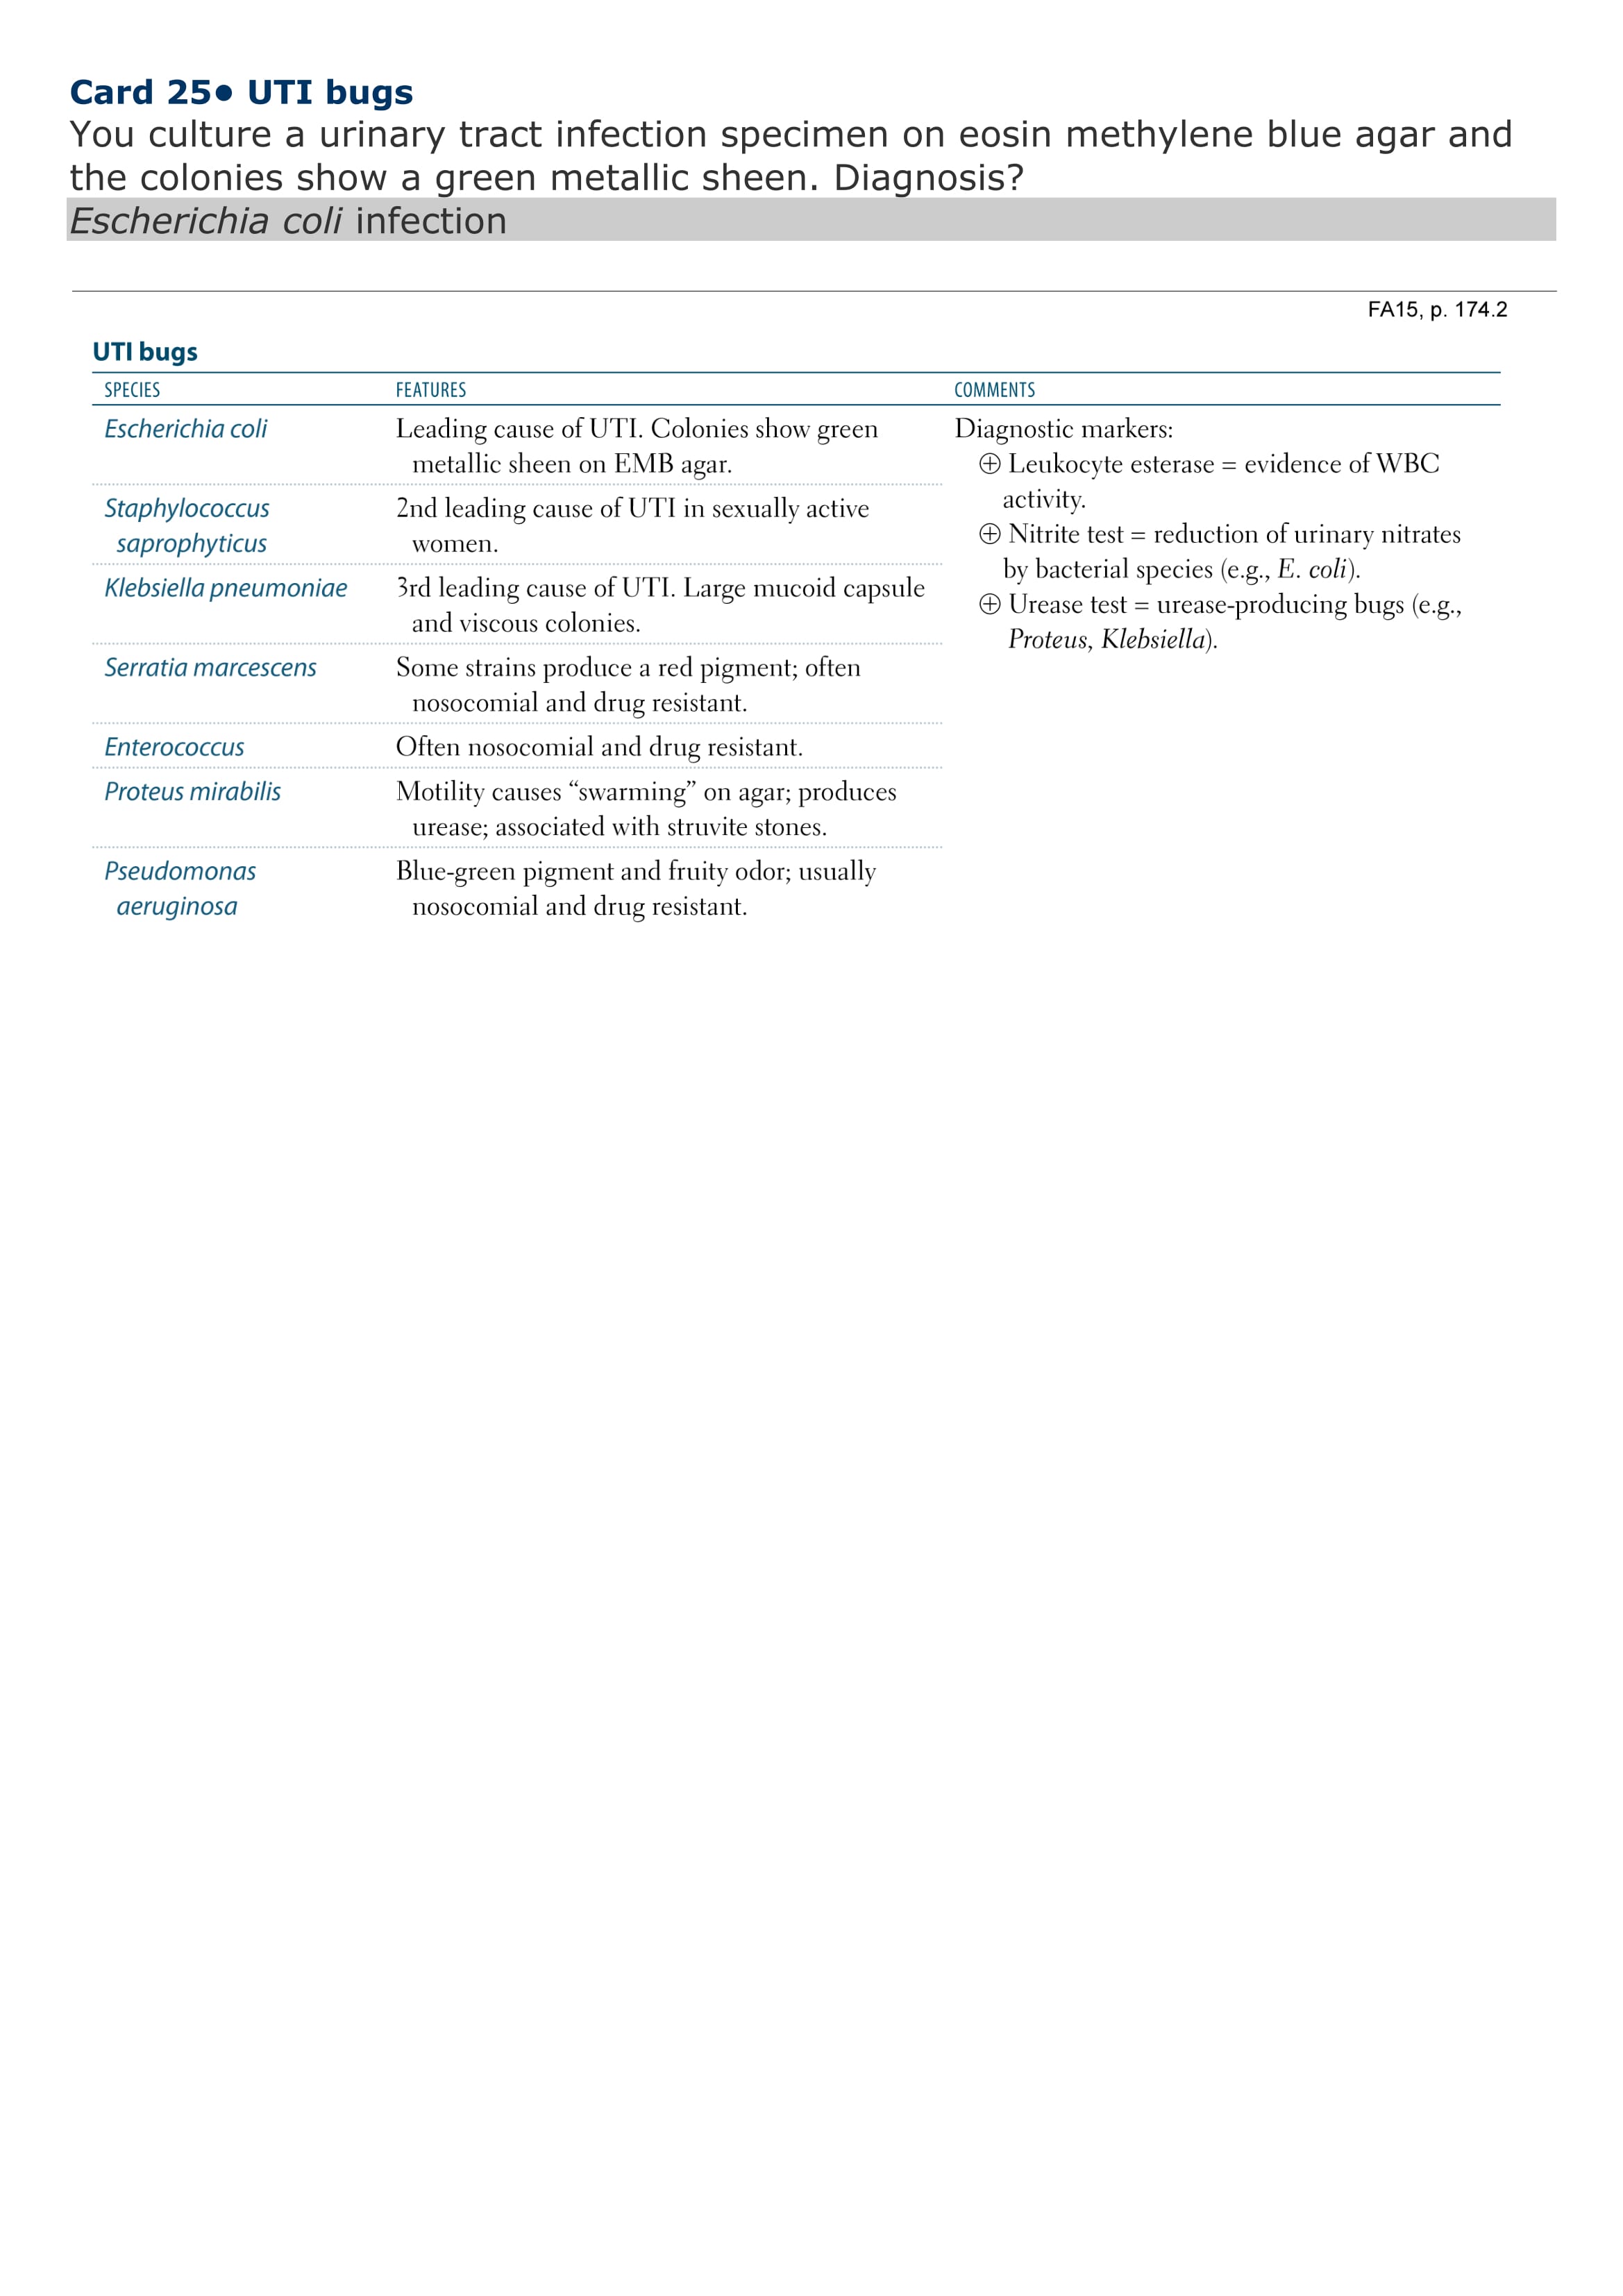 Card 25● UTI bugs
You culture a urinary tract infection specimen on eosin methylene blue agar and
the colonies show a green metallic sheen. Diagnosis?
Escherichia coli infection
FA15, p. 174.2
UTI bugs
SPECIES FEATURES COMMENTS
Escherichia coli
Leading cause of UTI. Colonies show green
metallic sheen on EMB agar.
Staphylococcus
saprophyticus
2nd leading cause of UTI in sexually active
women.
Klebsiella pneumoniae
3rd leading cause of UTI. Large mucoid capsule
and viscous colonies.
Serratia marcescens
Some strains produce a red pigment; often
nosocomial and drug resistant.
Enterococcus
Often nosocomial and drug resistant.
Proteus mirabilis
Motility causes “swarming” on agar; produces
urease; associated with struvite stones.
Pseudomonas
aeruginosa
Blue-green pigment and fruity odor; usually
nosocomial and drug resistant.
Diagnostic markers:
⊕ Leukocyte esterase = evidence of WBC
activity.
⊕ Nitrite test = reduction of urinary nitrates
by bacterial species (e.g., E. coli).
⊕ Urease test = urease-producing bugs (e.g.,
Proteus, Klebsiella).